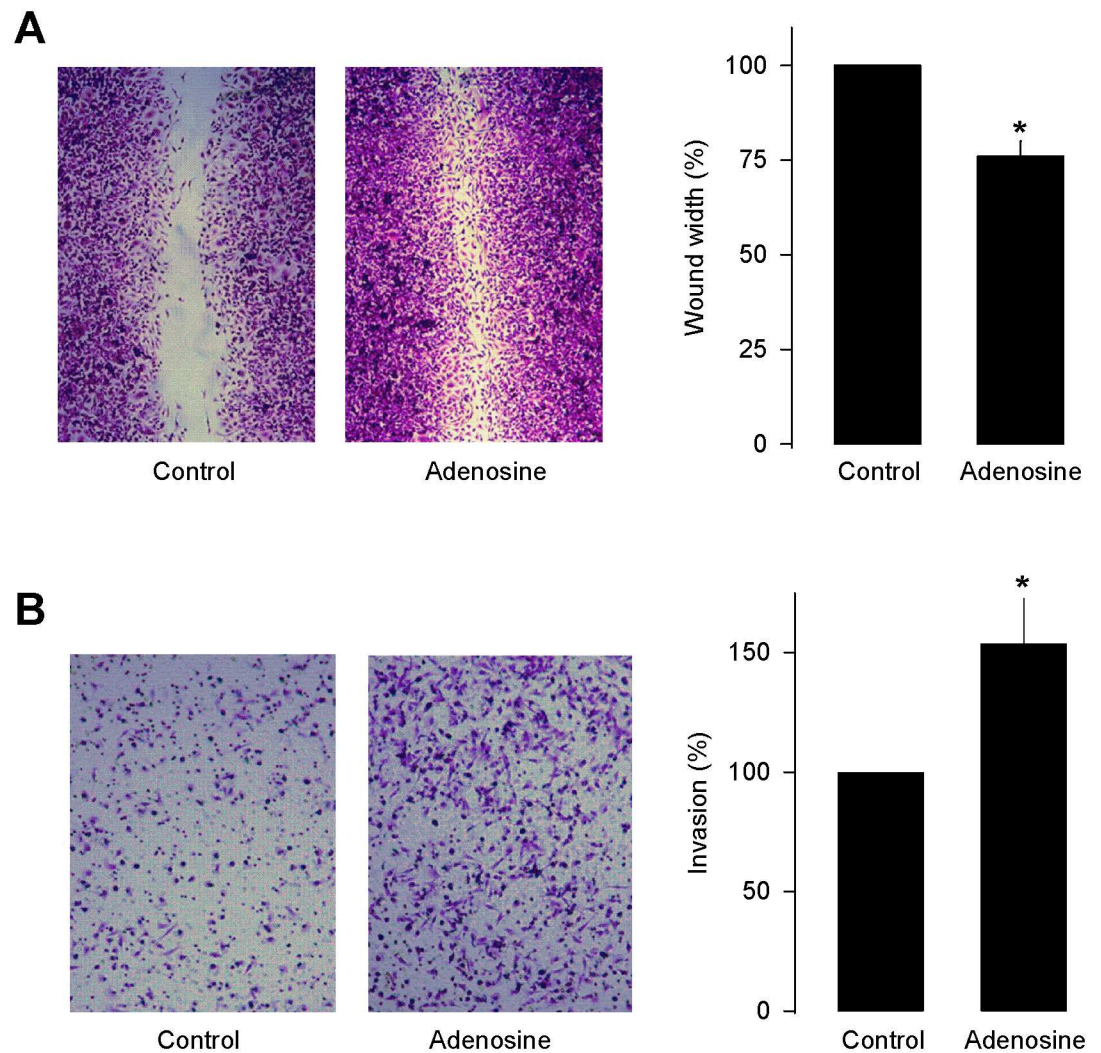 A
Control
Adenosine
Wound width (%)
100
75
50
25
0
*
Control
Adenosine
B
Control
Adenosine
Invasion (%)
150
100
50
0
*
Control
Adenosine